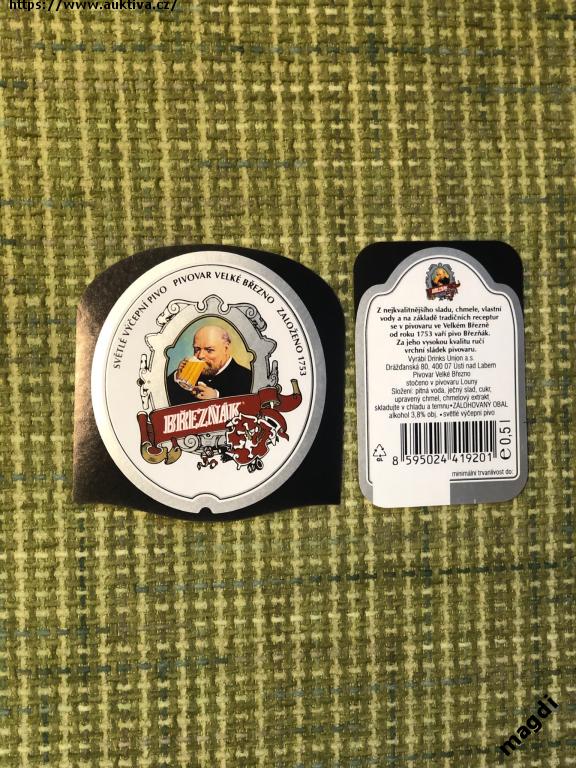 https://www.auktiva.cz/
SVĚTLÉ VÝČEPNÍ PIVO PIVOVAR VELKÉ BŘEZNO ZALOŽENO 1753
BŘEZŇÁK
Z nejkvalitnějšího sladu, chmele, vlastní
vody a na základě tradičních receptur
se v pivovaru ve Velkém Březně
od roku 1753 vaří pivo Březňák.
Za jeho vysokou kvalitu ručí
vrchní sládek pivovaru.
Vyrábí Drinks Union a.s.
Drážďanská 80, 400 07 Ústí nad Labem
Pivovar Velké Březno
stočeno v pivovaru Louny
Složení: pitná voda, ječný slad, cukr,
upravený chmel, chmelový extrakt
skladujte v chladu a temnu•ZÁLOHOVANÝ OBAL
alkohol 3,8% obj. • světlé výčepní pivo
8 595024 419201
e 0,5 l
minimální trvanlivost do:
magdi